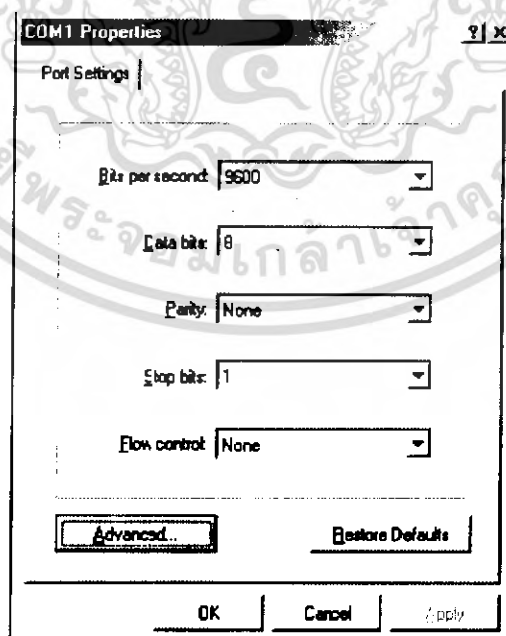 COM1 Properties
Port Settings
Bits per second: 9600
Data bits: 8
Parity: None
Stop bits: 1
Flow control: None
Advanced...
Restore Defaults
OK
Cancel
Apply